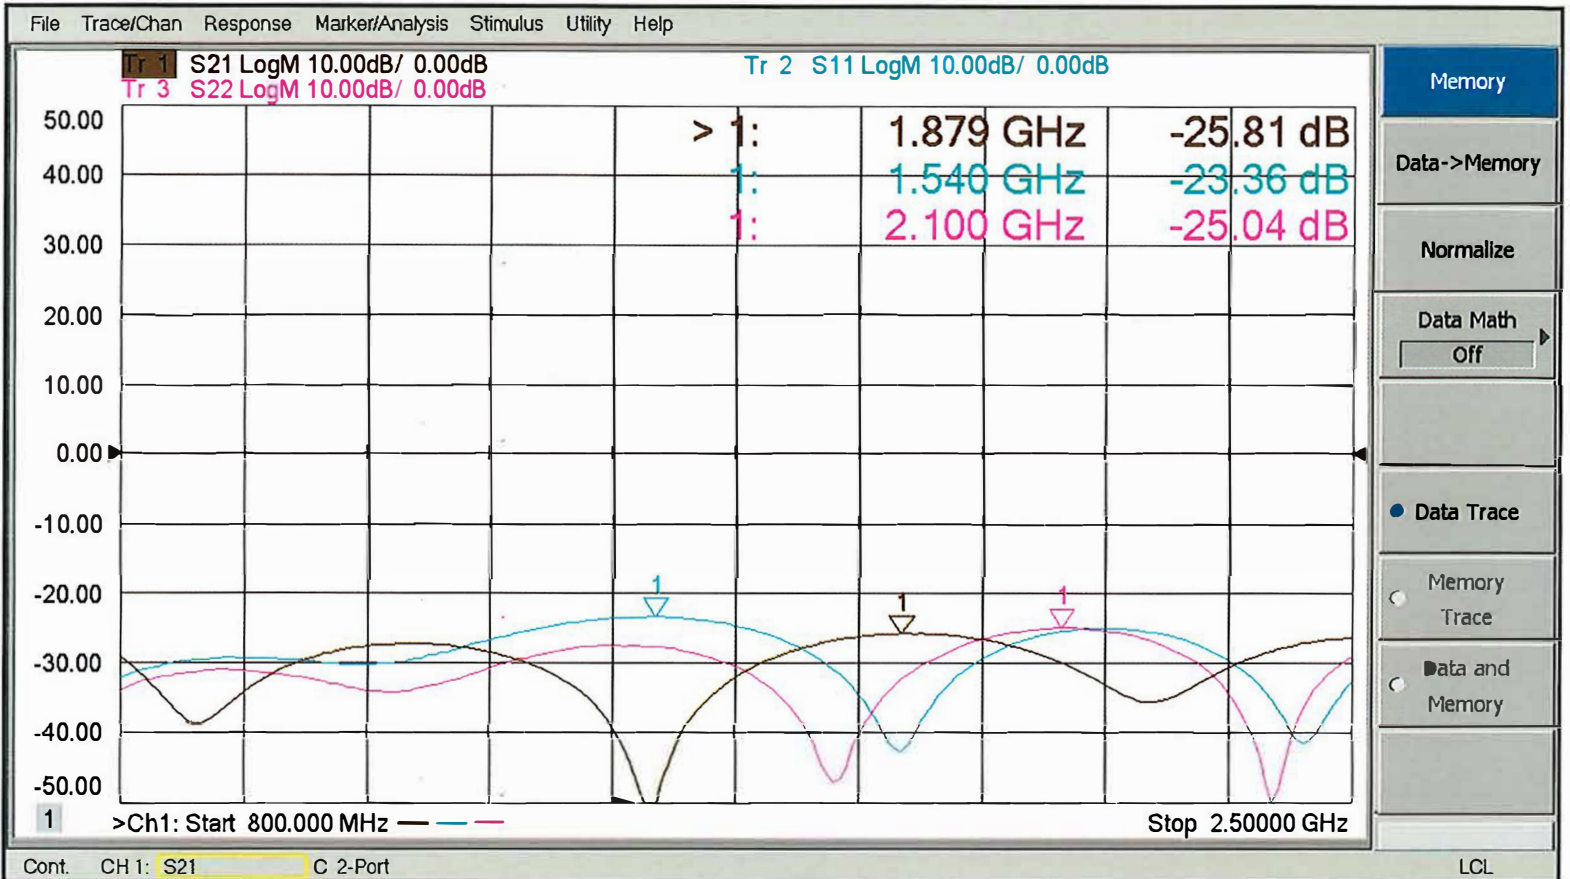 File Trace/Chan Response Marker/Analysis Stimulus Utility Help
Tr 1 S21 LogM 10.00dB/ 0.00dB
Tr 2 S11 LogM 10.00dB/ 0.00dB
Tr 3 S22 LogM 10.00dB/ 0.00dB
> 1: 1.879 GHz -25.81 dB
1: 1.540 GHz -23.36 dB
1: 2.100 GHz -25.04 dB
50.00
40.00
30.00
20.00
10.00
0.00
-10.00
-20.00
-30.00
-40.00
-50.00
1
1
1
1
>Ch1: Start 800.000 MHz
Stop 2.50000 GHz
Cont. CH 1: S21 C 2-Port LCL
Memory
Data->Memory
Normalize
Data Math
Off
Data Trace
Memory
Trace
Data and
Memory